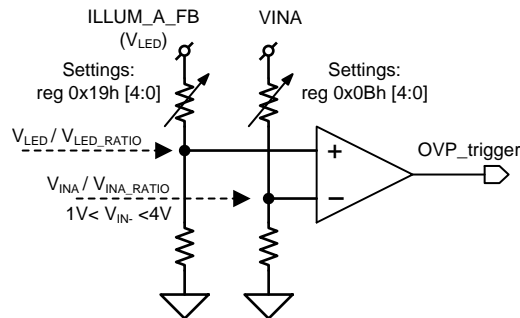 ILLUM_A_FB
(VLED)
VINA
Settings:
reg 0x19h [4:0]
Settings:
reg 0x0Bh [4:0]
VLED / VLED_RATIO
+
OVP_trigger
VINA / VINA_RATIO
1V< VIN- <4V
−